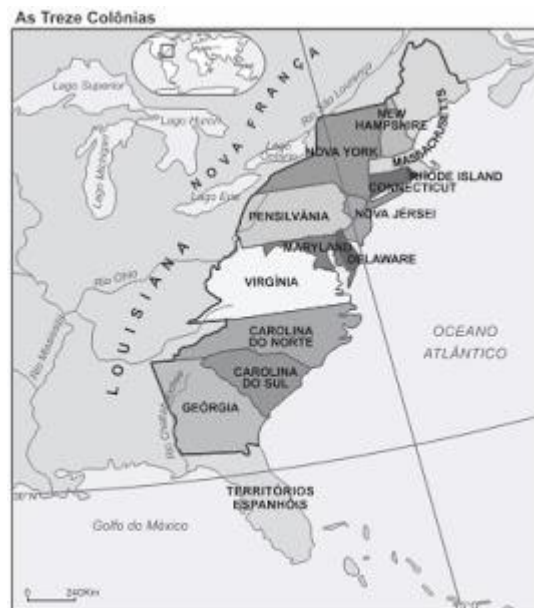 As Treze Colônias
Lago Superior
Lago Huron
Lago Michigan
Lago Ontário
Lago Erie
NOVA FRANÇA
Rio São Lourenço
NEW
HAMPSHIRE
MASSACHUSETTS
NOVA YORK
RHODE ISLAND
CONNECTICUT
PENSILVÂNIA
NOVA JÉRSEI
MARYLAND
DELAWARE
Rio Ohio
VIRGÍNIA
LOUISIANA
Rio Mississipi
CAROLINA
DO NORTE
OCEANO
ATLÂNTICO
CAROLINA
DO SUL
GEÓRGIA
TERRITÓRIOS
ESPANHÓIS
Golfo do México
0 240Km